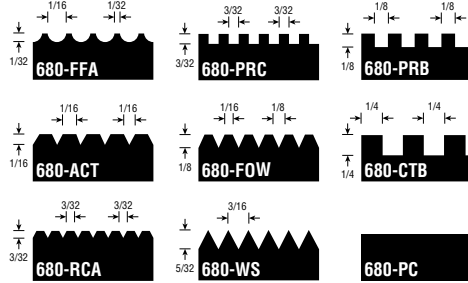 1/16 1/32
1/32
680-FFA
3/32 3/32
3/32
680-PRC
1/8 1/8
1/8
680-PRB
1/16 1/16
1/16
680-ACT
1/16 1/8
1/8
680-FOW
1/4 1/4
1/4
680-CTB
3/32 3/32
3/32
680-RCA
3/16
5/32
680-WS
680-PC